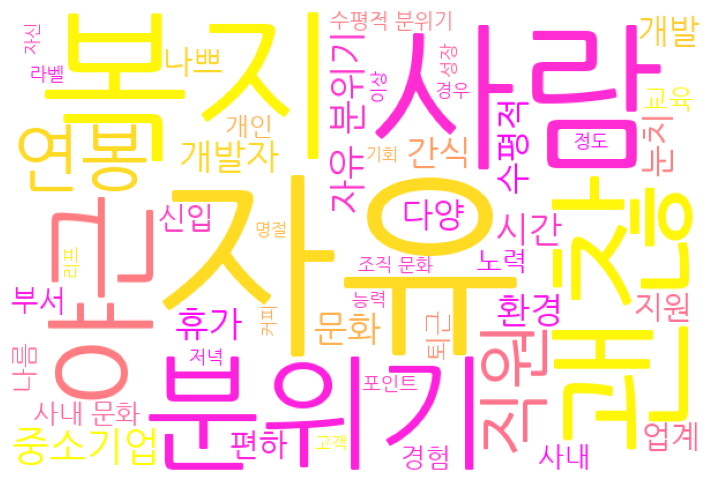 자신
복지
사람
수평적 분위기
개발
나쁘
라벨
성장
이상
경우
교육
연봉
개인
개발자
자유 분위기
기회
간식
수평적
정도
눈치
야근
신입
자유
다양
시간
괜찮
명절
리프
조직 문화
노력
부서
휴가
커피
문화
능력
환경
지원
퇴근
나름
저녁
분위기
포인트
직원
사내 문화
중소기업
편하
고객
경험
사내
업계